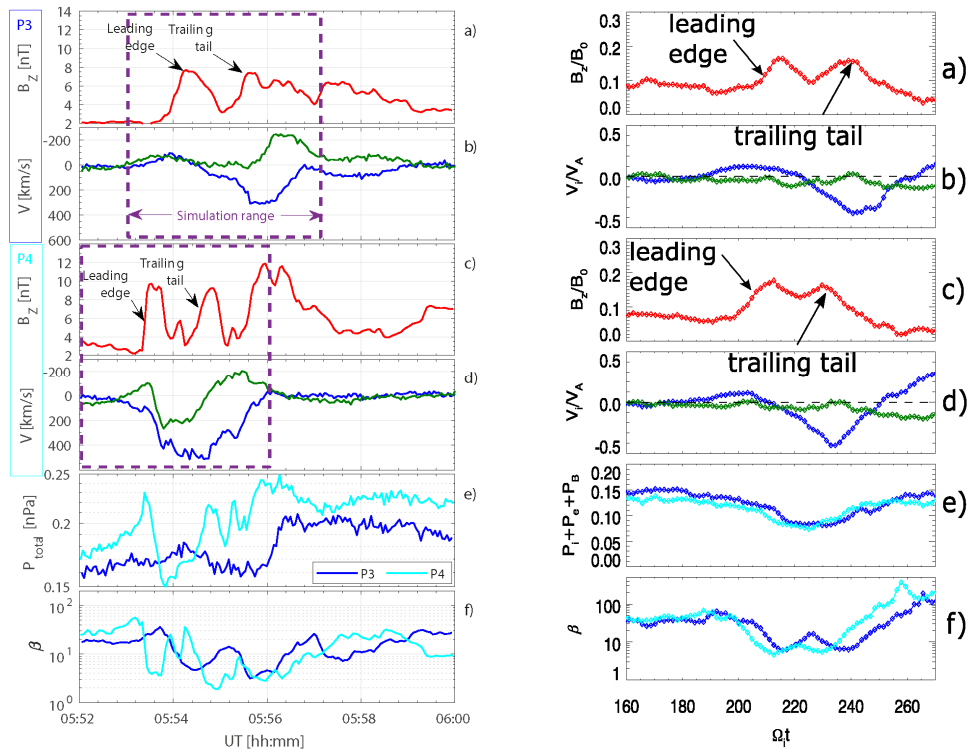 P3
14
12
10
8
6
4
2
B_Z [nT]
Leading
edge
Trailing
tail
a)
-200
0
200
400
600
V [km/s]
Simulation range
b)
P4
14
12
10
8
6
4
2
B_Z [nT]
Leading
edge
Trailing
tail
c)
-200
0
200
400
600
V [km/s]
d)
0.25
0.2
0.15
P_total [nPa]
P3
P4
e)
10^2
10^1
10^0
β
f)
05:52
05:54
05:56
05:58
06:00
UT [hh:mm]
0.3
0.2
0.1
0.0
B_z/B_0
leading
edge
a)
trailing tail
0.5
0.0
-0.5
V_i/V_A
b)
0.3
0.2
0.1
0.0
B_z/B_0
leading
edge
c)
trailing tail
0.5
0.0
-0.5
V_i/V_A
d)
0.20
0.15
0.10
0.05
0.00
P_i+P_e+P_B
e)
100
10
1
β
f)
160
180
200
220
240
260
Ω_it